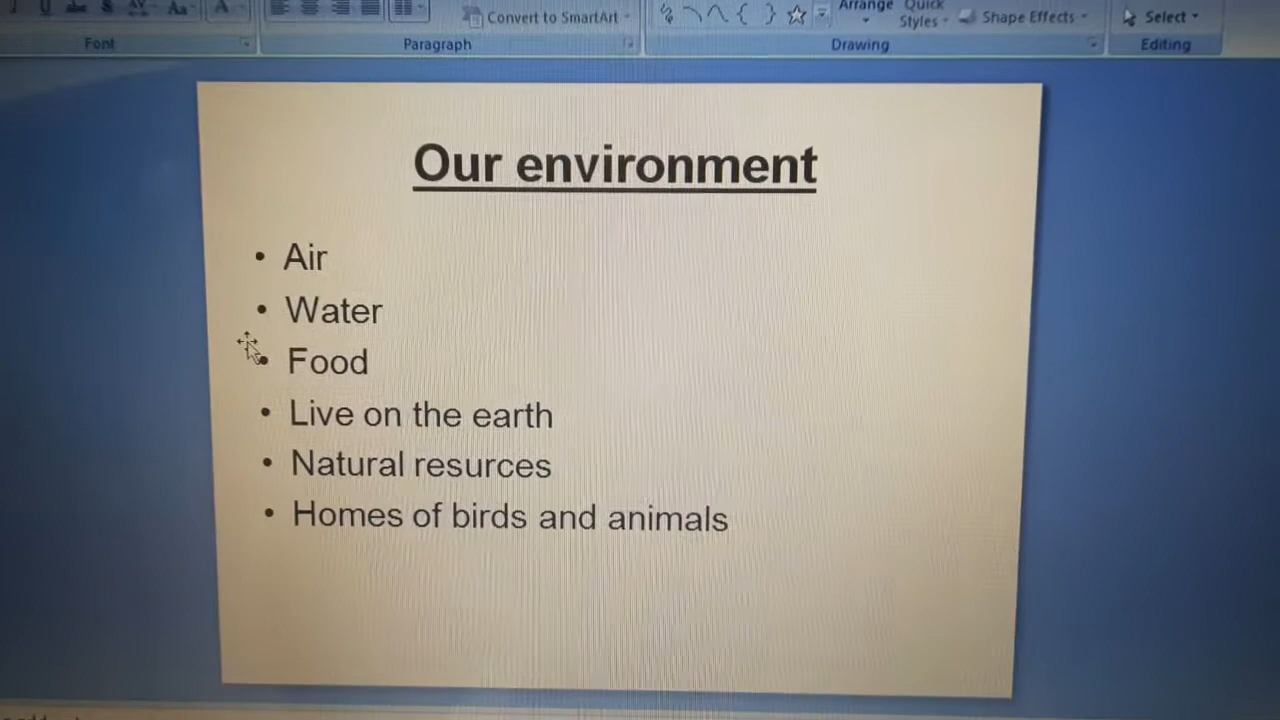 Aa
A
Convert to SmartArt
Arrange
Quick
Styles
Shape Effects
Select
Font
Paragraph
Drawing
Editing
Our environment
• Air
• Water
• Food
• Live on the earth
• Natural resurces
• Homes of birds and animals